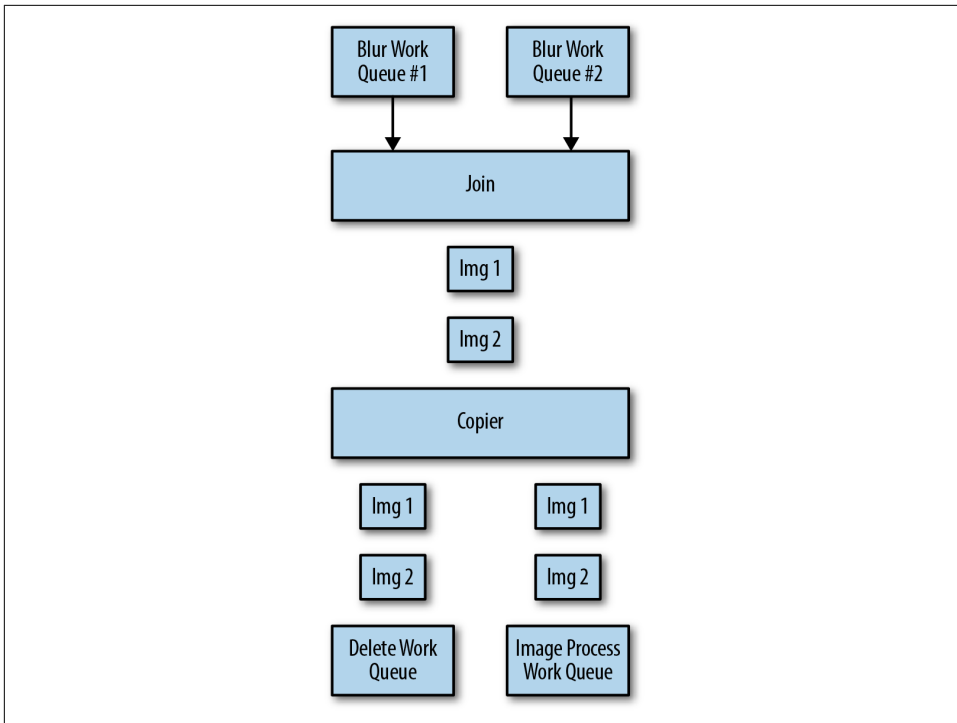 Blur Work
Queue #1
Blur Work
Queue #2
Join
Img 1
Img 2
Copier
Img 1
Img 1
Img 2
Img 2
Delete Work
Queue
Image Process
Work Queue